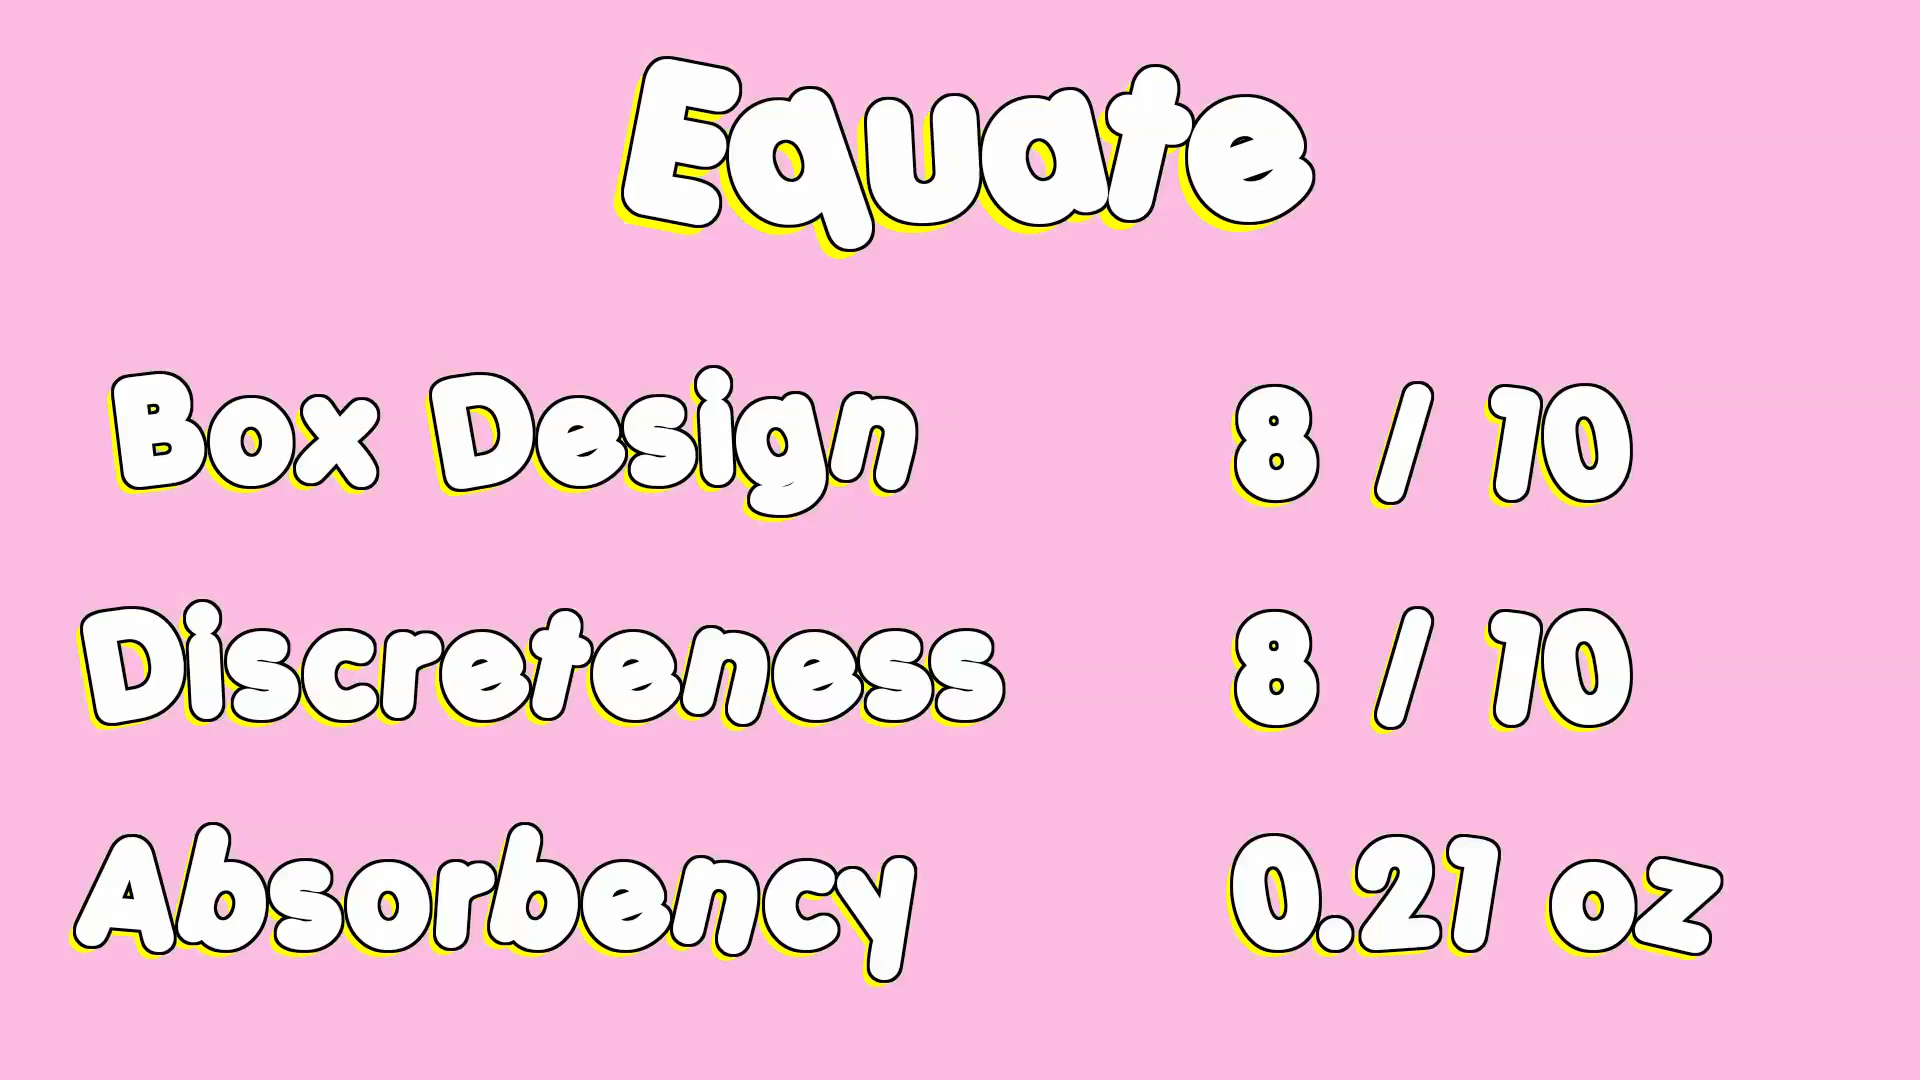 Equate
Box Design 8 / 10
Discreteness 8 / 10
Absorbency 0.21 oz